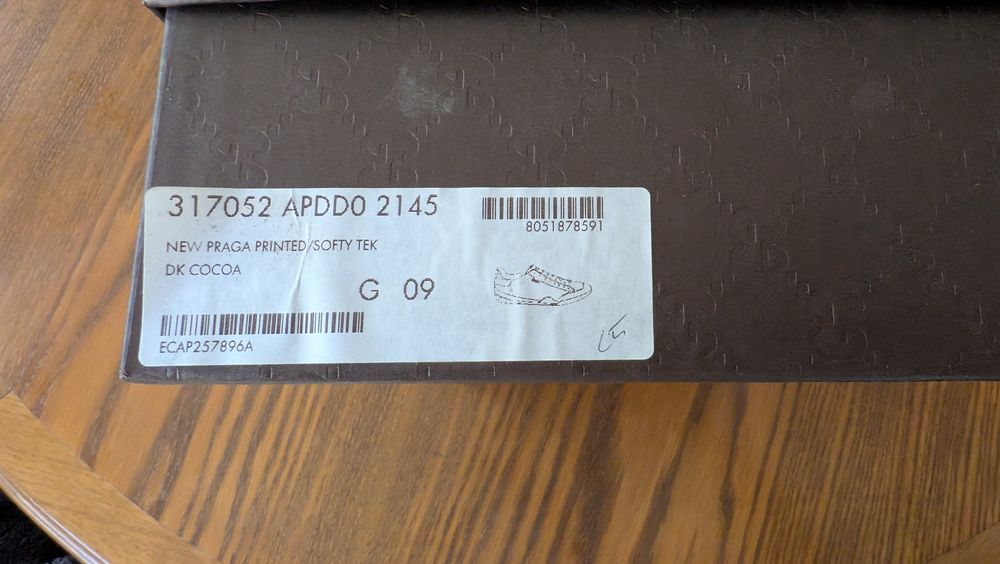 317052 APDD0 2145
8051878591
NEW PRAGA PRINTED/SOFTY TEK
DK COCOA
G 09
ECAP257896A